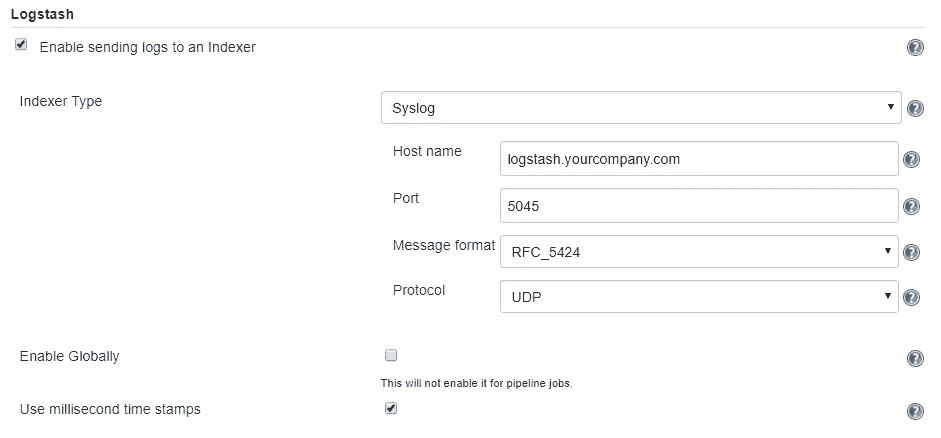 Logstash
Enable sending logs to an Indexer
Indexer Type
Syslog
Host name
logstash.yourcompany.com
Port
5045
Message format
RFC_5424
Protocol
UDP
Enable Globally
This will not enable it for pipeline jobs.
Use millisecond time stamps